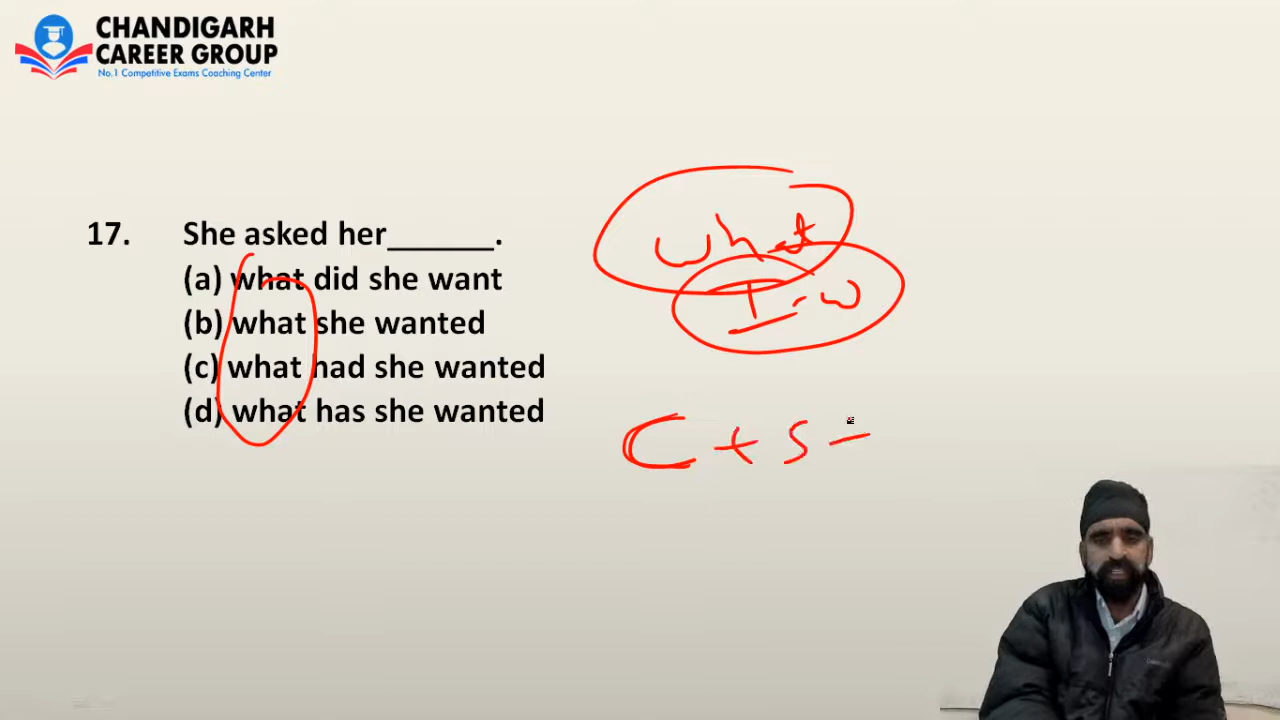 CHANDIGARH
CAREER GROUP
No.1 Competitive Exams Coaching Center
17. She asked her______.
(a) what did she want
(b) what she wanted
(c) what had she wanted
(d) what has she wanted
what
I-w
C + S -